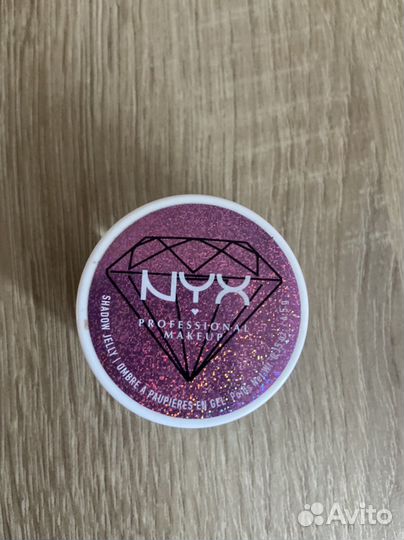 NYX
PROFESSIONAL
MAKEUP
SHADOW JELLY / OMBRE À PAUPIÈRES EN GEL.
Avito